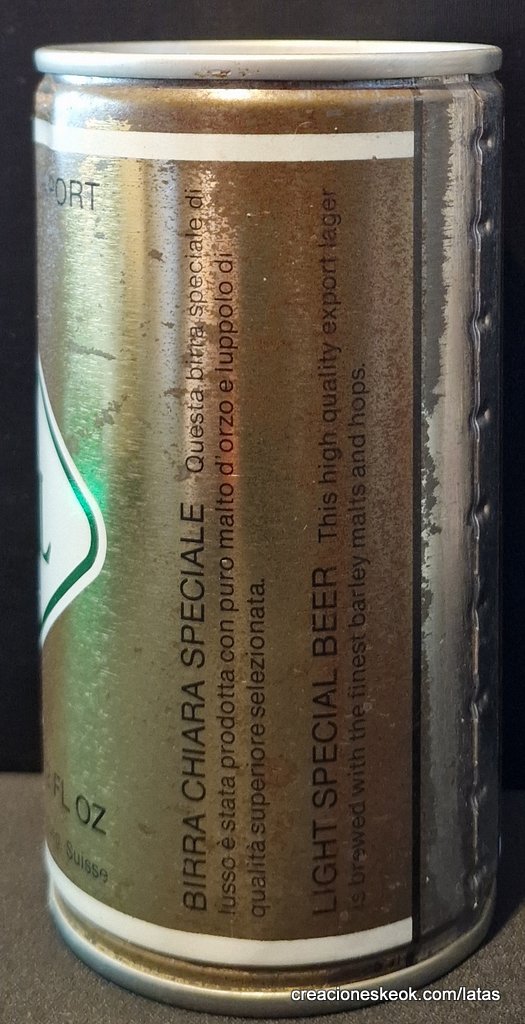 PORT
BIRRA CHIARA SPECIALE Questa birra speciale di
lusso è stata prodotta con puro malto d'orzo e luppolo di
qualità superiore selezionata.
LIGHT SPECIAL BEER This high quality export lager
is brewed with the finest barley malts and hops.
FL OZ
Suisse
creacioneskeok.com/latas